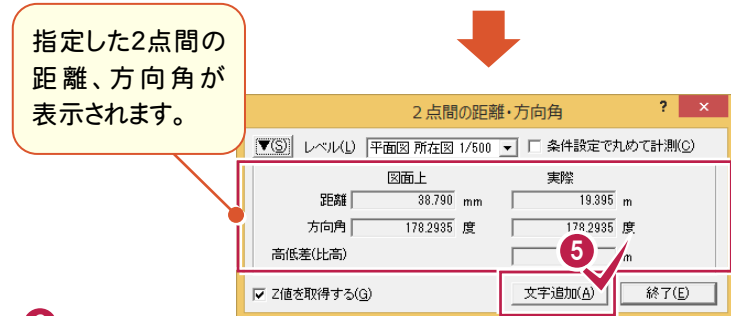 指定した2点間の
距離、方向角が
表示されます。
2点間の距離・方向角 ? ×
▼(S) レベル(L) 平面図 所在図 1/500 条件設定で丸めて計測(C)
図面上 実際
距離 38.790 mm 19.395 m
方向角 178.2935 度 178.2935 度
高低差(比高) m
5
Z値を取得する(G) 文字追加(A) 終了(E)